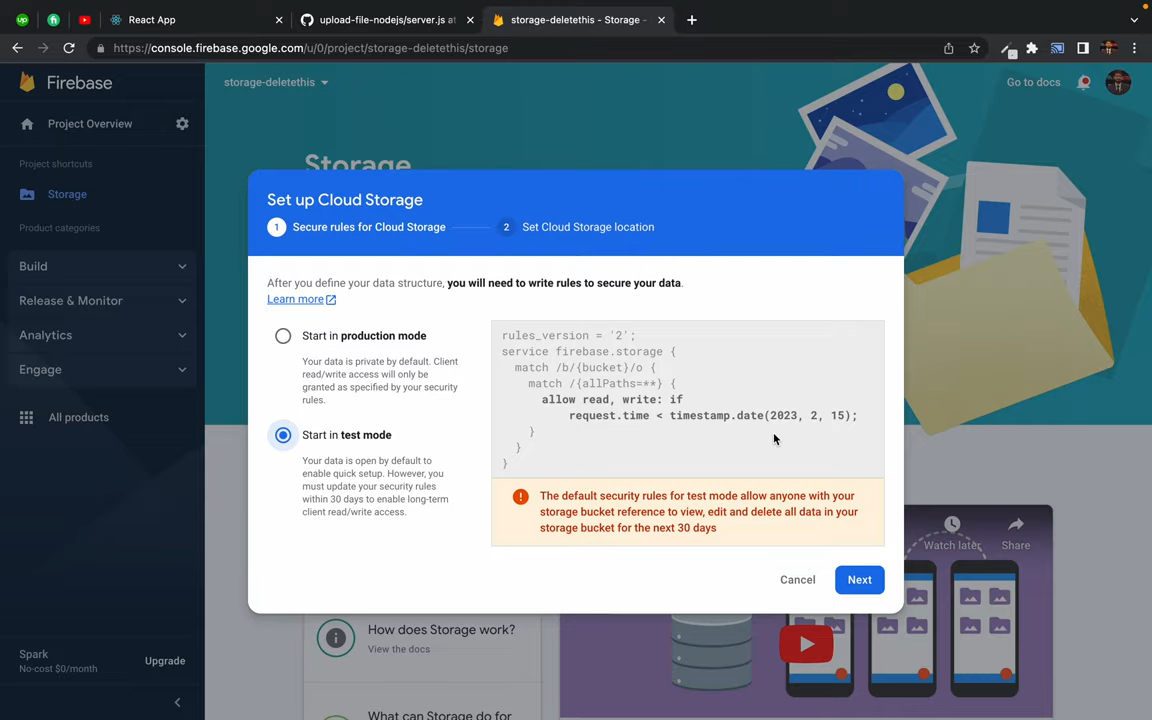 React App
upload-file-nodejs/server.js at
storage-deletethis - Storage -
https://console.firebase.google.com/u/0/project/storage-deletethis/storage
Firebase
storage-deletethis
Go to docs
Project Overview
Project shortcuts
Storage
Product categories
Build
Release & Monitor
Analytics
Engage
All products
Spark
No-cost $0/month
Upgrade
Storage
Set up Cloud Storage
1 Secure rules for Cloud Storage
2 Set Cloud Storage location
After you define your data structure, you will need to write rules to secure your data.
Learn more
Start in production mode
Your data is private by default. Client
read/write access will only be
granted as specified by your security
rules.
Start in test mode
Your data is open by default to
enable quick setup. However, you
must update your security rules
within 30 days to enable long-term
client read/write access.
rules_version = '2';
service firebase.storage {
match /b/{bucket}/o {
match /{allPaths=**} {
allow read, write: if
request.time < timestamp.date(2023, 2, 15);
}
}
}
The default security rules for test mode allow anyone with your
storage bucket reference to view, edit and delete all data in your
storage bucket for the next 30 days
Cancel
Next
Watch later
Share
How does Storage work?
View the docs
What can Storage do for